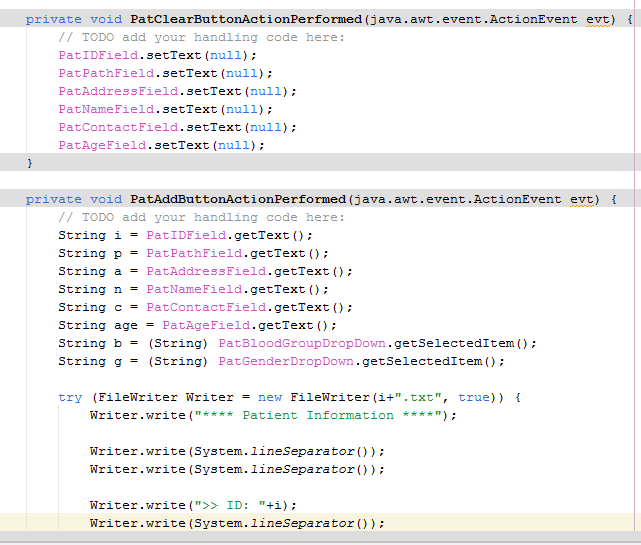 private void PatClearButtonActionPerformed(java.awt.event.ActionEvent evt) {
// TODO add your handling code here:
PatIDField.setText(null);
PatPathField.setText(null);
PatAddressField.setText(null);
PatNameField.setText(null);
PatContactField.setText(null);
PatAgeField.setText(null);
}
private void PatAddButtonActionPerformed(java.awt.event.ActionEvent evt) {
// TODO add your handling code here:
String i = PatIDField.getText();
String p = PatPathField.getText();
String a = PatAddressField.getText();
String n = PatNameField.getText();
String c = PatContactField.getText();
String age = PatAgeField.getText();
String b = (String) PatBloodGroupDropDown.getSelectedItem();
String g = (String) PatGenderDropDown.getSelectedItem();
try (FileWriter Writer = new FileWriter(i+".txt", true)) {
Writer.write("**** Patient Information ****");
Writer.write(System.lineSeparator());
Writer.write(System.lineSeparator());
Writer.write(">> ID: "+i);
Writer.write(System.lineSeparator());